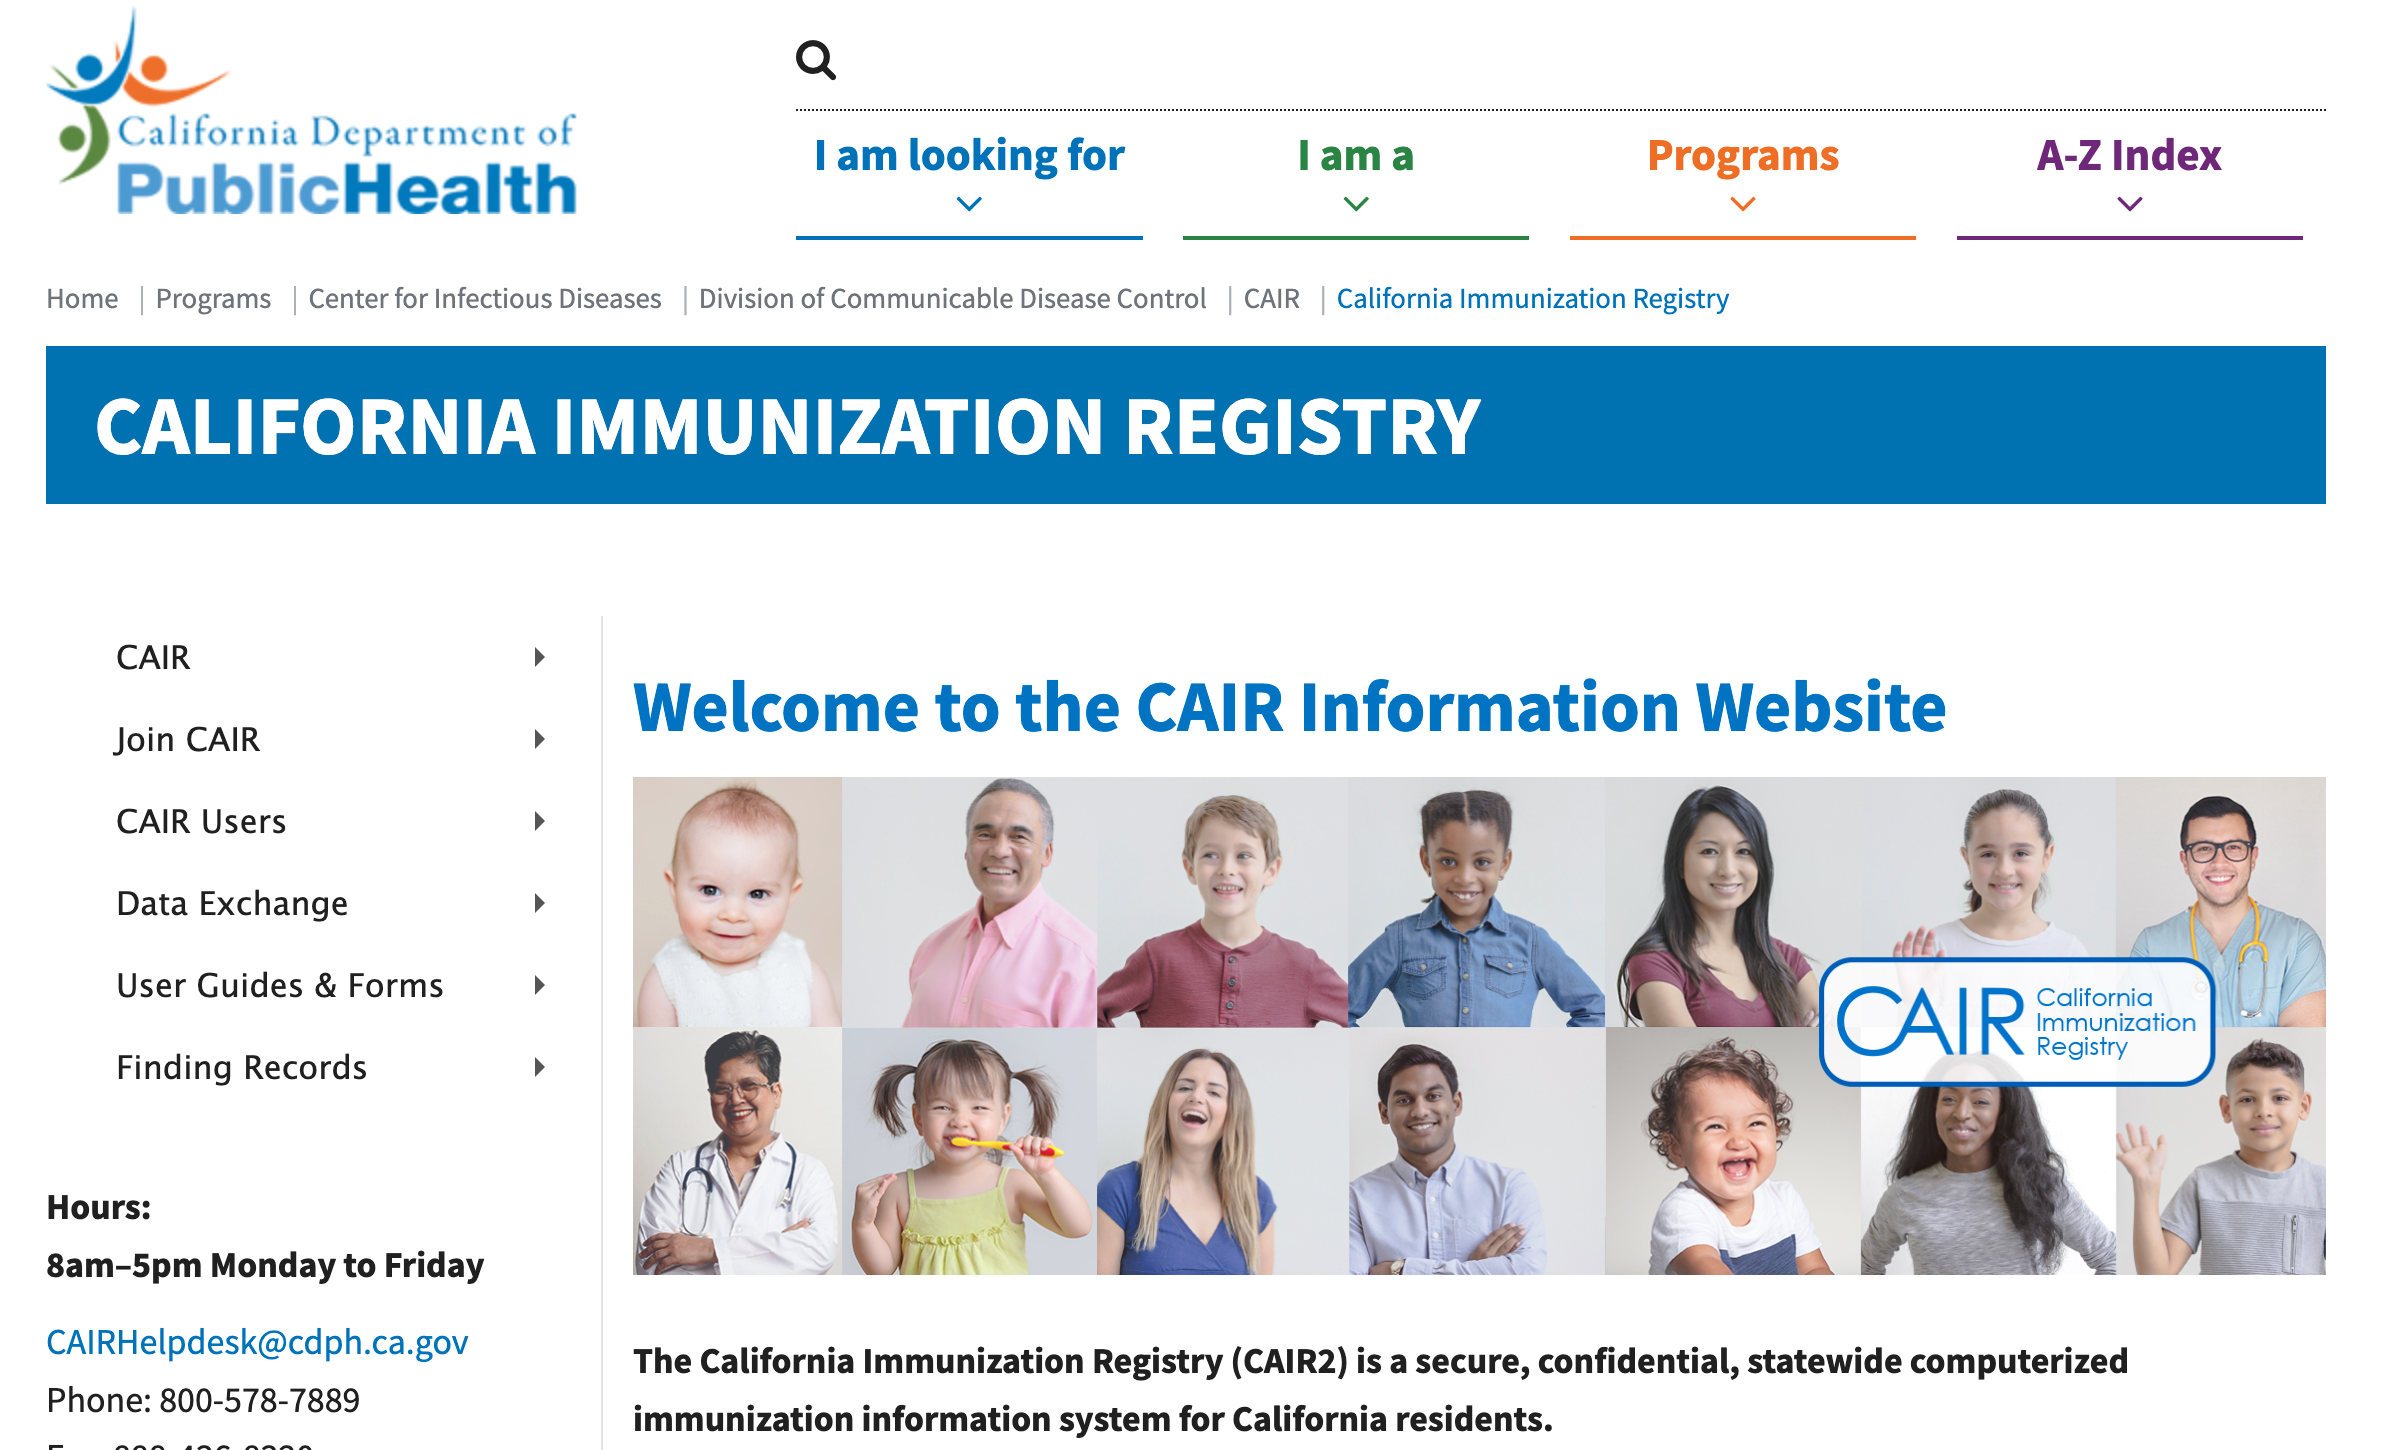 California Department of
PublicHealth
I am looking for
I am a
Programs
A-Z Index
Home | Programs | Center for Infectious Diseases | Division of Communicable Disease Control | CAIR | California Immunization Registry
CALIFORNIA IMMUNIZATION REGISTRY
CAIR
Join CAIR
CAIR Users
Data Exchange
User Guides & Forms
Finding Records
Hours:
8am–5pm Monday to Friday
CAIRHelpdesk@cdph.ca.gov
Phone: 800-578-7889
Welcome to the CAIR Information Website
CAIR
California
Immunization
Registry
The California Immunization Registry (CAIR2) is a secure, confidential, statewide computerized
immunization information system for California residents.